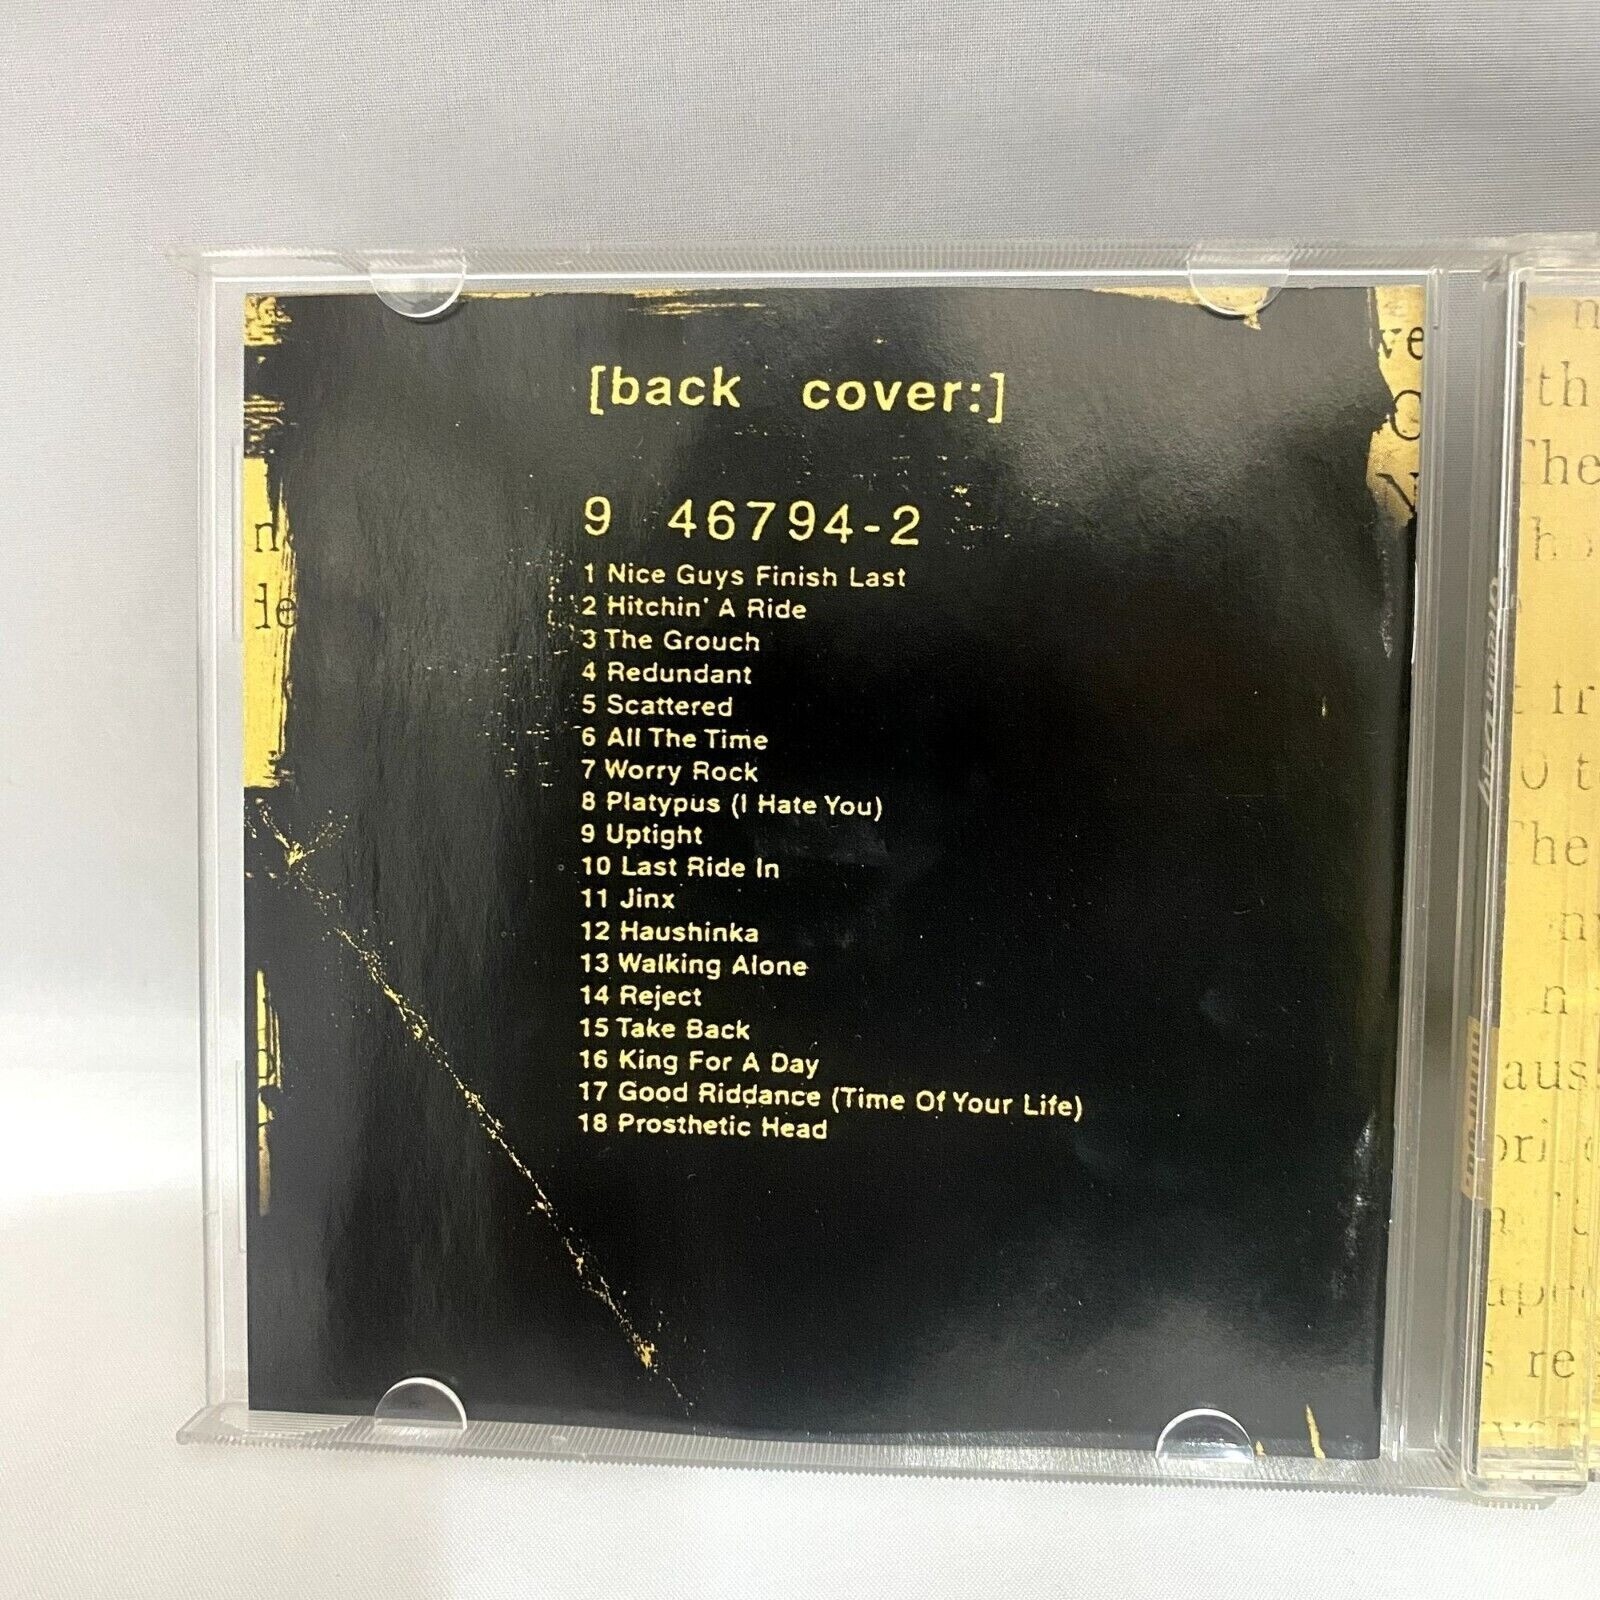 [back cover:]
9 46794-2
1 Nice Guys Finish Last
2 Hitchin' A Ride
3 The Grouch
4 Redundant
5 Scattered
6 All The Time
7 Worry Rock
8 Platypus (I Hate You)
9 Uptight
10 Last Ride In
11 Jinx
12 Haushinka
13 Walking Alone
14 Reject
15 Take Back
16 King For A Day
17 Good Riddance (Time Of Your Life)
18 Prosthetic Head
The
The